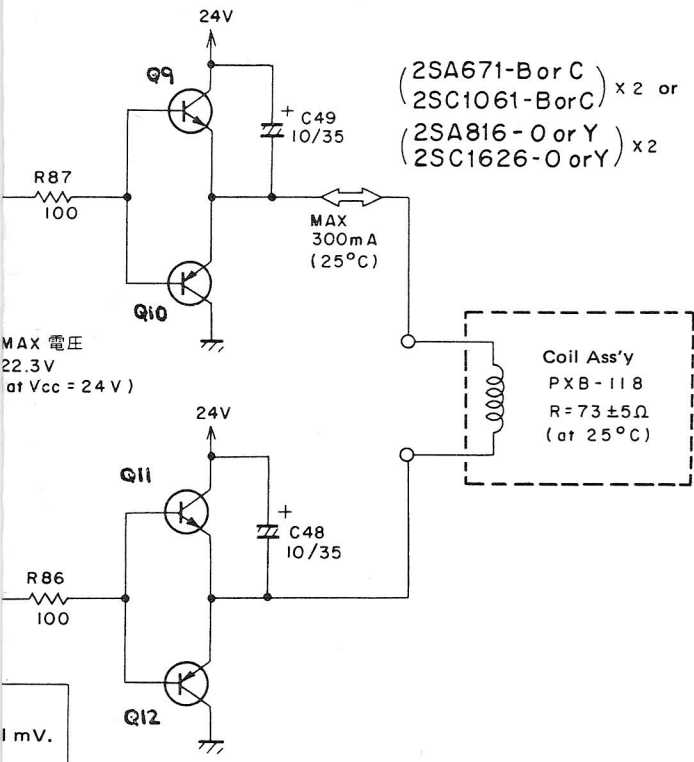 24V
Q9
+
C49
10/35
(2SA671-B or C
2SC1061-B or C) x 2 or
(2SA816-O or Y
2SC1626-O or Y) x 2
R87
100
MAX
300mA
(25°C)
Q10
MAX 電圧
22.3V
at Vcc = 24V)
Coil Ass'y
PXB-118
R=73±5Ω
(at 25°C)
24V
Q11
+
C48
10/35
R86
100
Q12
1 mV.